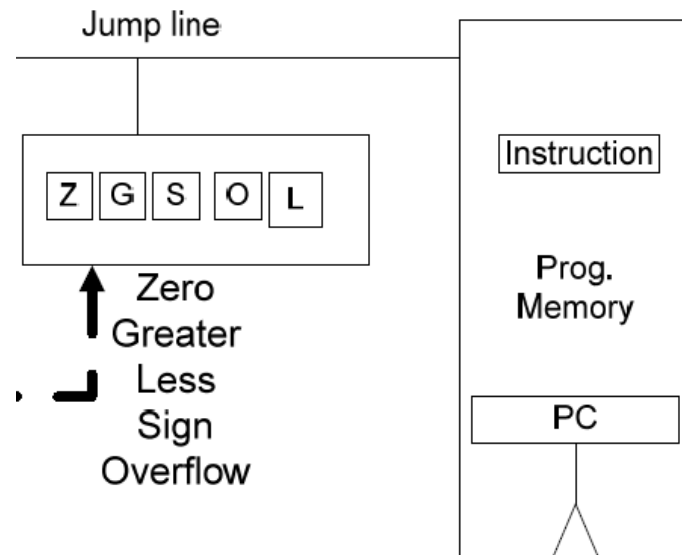 Jump line
Z G S O L
Zero
Greater
Less
Sign
Overflow
Instruction
Prog.
Memory
PC